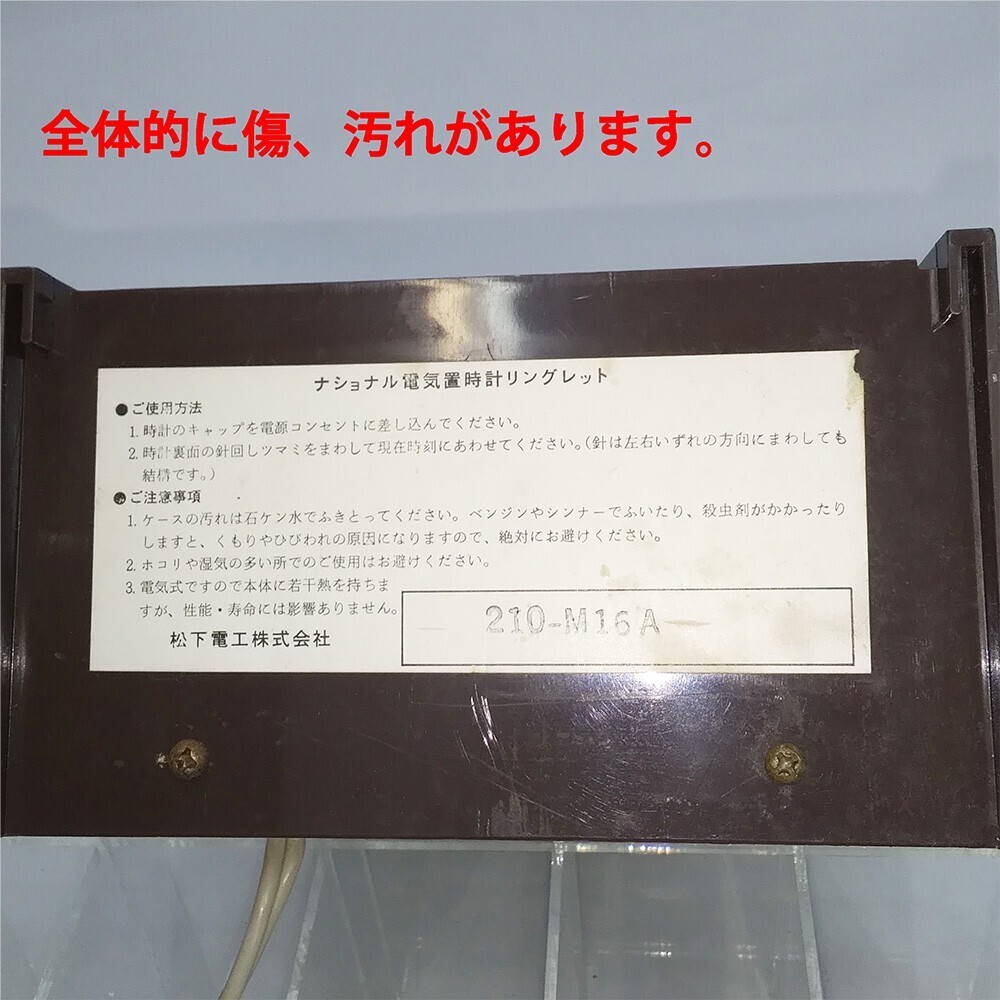 全体的に傷、汚れがあります。
ナショナル電気置時計リングレット
●ご使用方法
1. 時計のキャップを電源コンセントに差し込んでください。
2. 時計裏面の針回しツマミをまわして現在時刻にあわせてください。(針は左右いずれの方向にまわしても
結構です。)
●ご注意事項
1. ケースの汚れは石ケン水でふきとってください。ベンジンやシンナーでふいたり、殺虫剤がかかったり
しますと、くもりやひびわれの原因になりますので、絶対にお避けください。
2. ホコリや湿気の多い所でのご使用はお避けください。
3. 電気式ですので本体に若干熱を持ちま
すが、性能・寿命には影響ありません。
松下電工株式会社
210-M16A